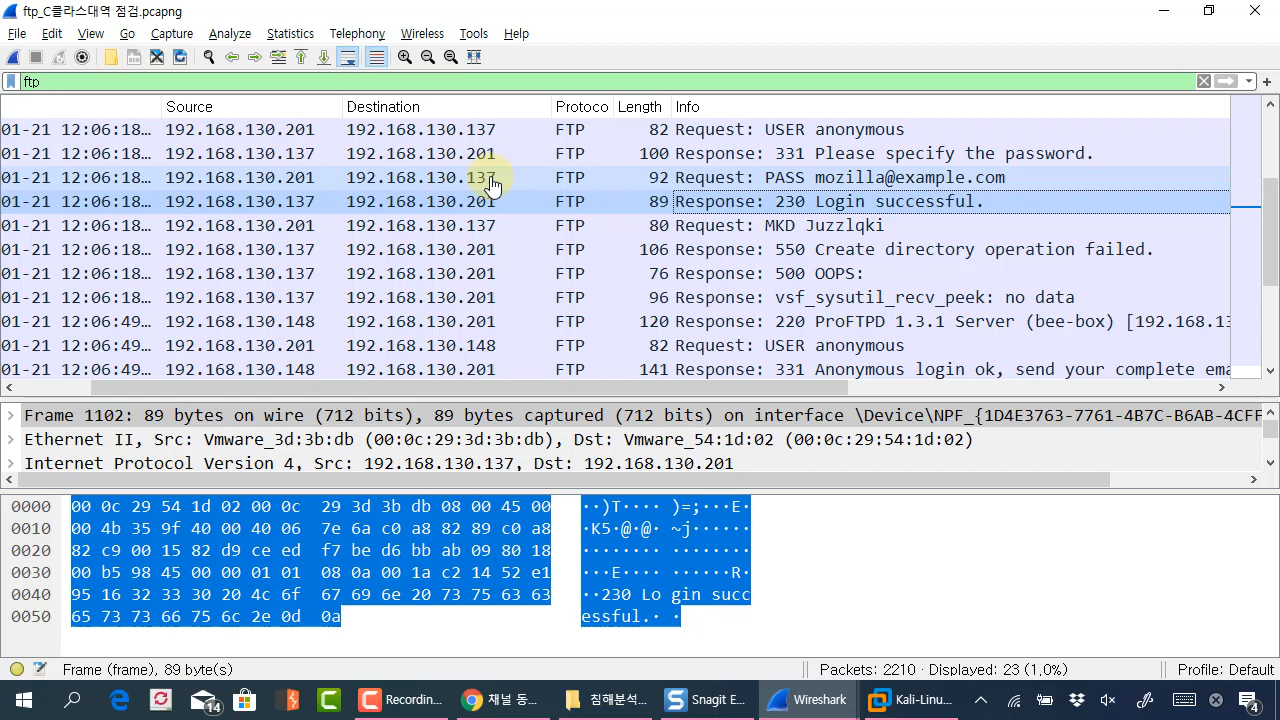 ftp_C클라스대역 점검.pcapng
File Edit View Go Capture Analyze Statistics Telephony Wireless Tools Help
ftp
Source Destination Protoco Length Info
01-21 12:06:18… 192.168.130.201 192.168.130.137 FTP 82 Request: USER anonymous
01-21 12:06:18… 192.168.130.137 192.168.130.201 FTP 100 Response: 331 Please specify the password.
01-21 12:06:18… 192.168.130.201 192.168.130.137 FTP 92 Request: PASS mozilla@example.com
01-21 12:06:18… 192.168.130.137 192.168.130.201 FTP 89 Response: 230 Login successful.
01-21 12:06:18… 192.168.130.201 192.168.130.137 FTP 80 Request: MKD Juzzlqki
01-21 12:06:18… 192.168.130.137 192.168.130.201 FTP 106 Response: 550 Create directory operation failed.
01-21 12:06:18… 192.168.130.137 192.168.130.201 FTP 76 Response: 500 OOPS:
01-21 12:06:18… 192.168.130.137 192.168.130.201 FTP 96 Response: vsf_sysutil_recv_peek: no data
01-21 12:06:49… 192.168.130.148 192.168.130.201 FTP 120 Response: 220 ProFTPD 1.3.1 Server (bee-box) [192.168.13
01-21 12:06:49… 192.168.130.201 192.168.130.148 FTP 82 Request: USER anonymous
01-21 12:06:49… 192.168.130.148 192.168.130.201 FTP 141 Response: 331 Anonymous login ok, send your complete ema
Frame 1102: 89 bytes on wire (712 bits), 89 bytes captured (712 bits) on interface \Device\NPF_{1D4E3763-7761-4B7C-B6AB-4CFF
Ethernet II, Src: Vmware_3d:3b:db (00:0c:29:3d:3b:db), Dst: Vmware_54:1d:02 (00:0c:29:54:1d:02)
Internet Protocol Version 4, Src: 192.168.130.137, Dst: 192.168.130.201
0000 00 0c 29 54 1d 02 00 0c 29 3d 3b db 08 00 45 00 ··)T···· )=;···E·
0010 00 4b 35 9f 40 00 40 06 7e 6a c0 a8 82 89 c0 a8 ·K5·@·@· ~j······
0020 82 c9 00 15 82 d9 ce ed f7 be d6 bb ab 09 80 18 ········ ········
0030 00 b5 98 45 00 00 01 01 08 0a 00 1a c2 14 52 e1 ···E···· ······R·
0040 95 16 32 33 30 20 4c 6f 67 69 6e 20 73 75 63 63 ··230 Lo gin succ
0050 65 73 73 66 75 6c 2e 0d 0a essful.· ·
Frame (frame), 89 byte(s) Packets: 2210 · Displayed: 23 (1,0%) Profile: Default
14 Recordin… 채널 동… 침해분석… Snagit E… Wireshark Kali-Linu… 4